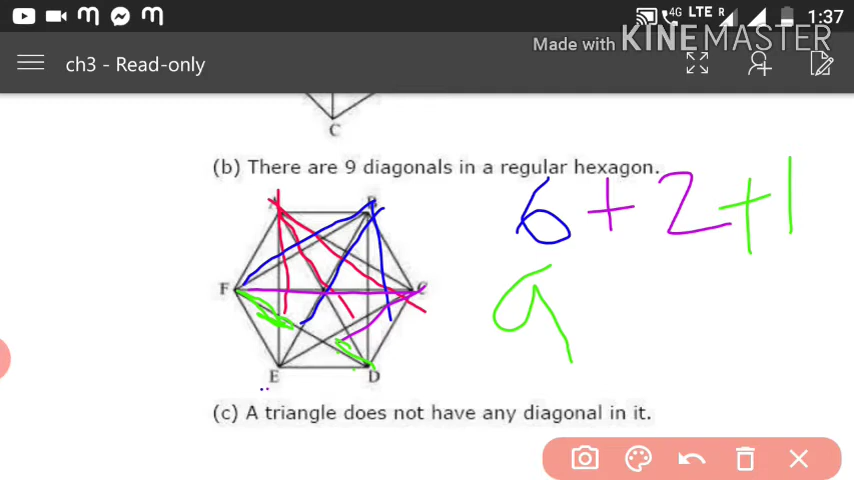 4G LTE R 1:37
Made with KINEMASTER
ch3 - Read-only
C
(b) There are 9 diagonals in a regular hexagon.
6 + 2 + 1
A B
F C
9
E D
(c) A triangle does not have any diagonal in it.